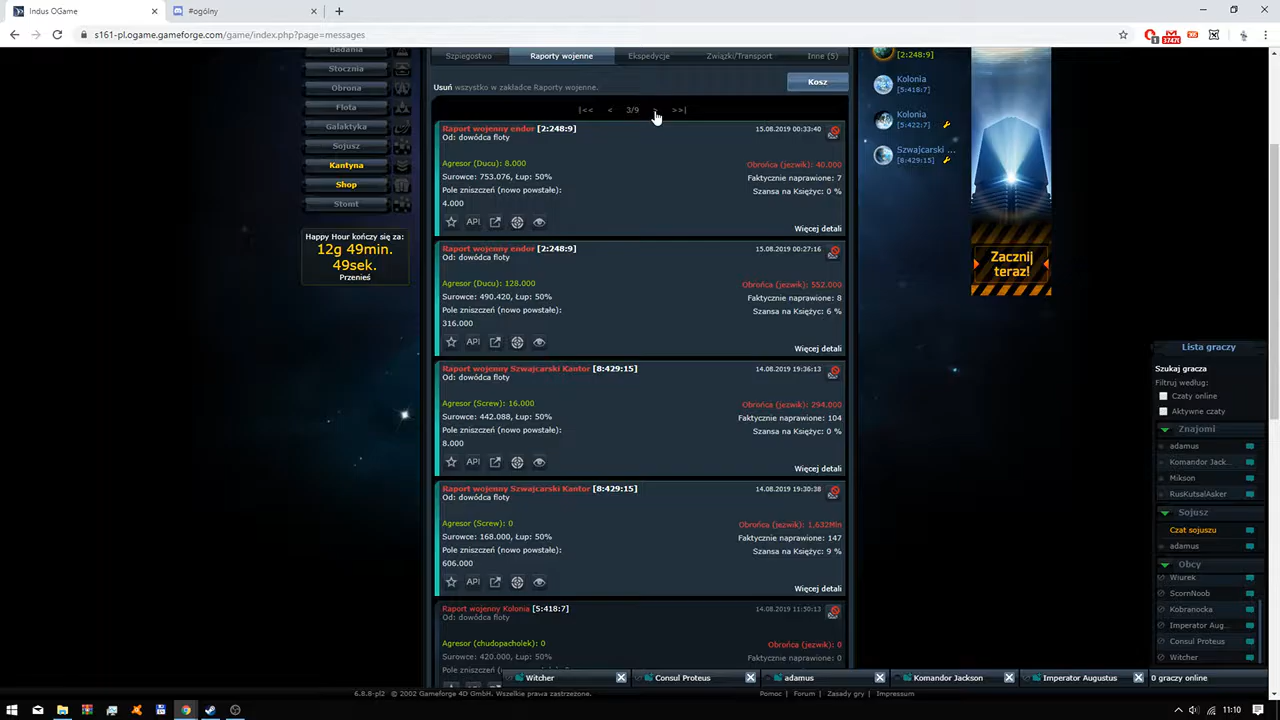 Indus OGame
#ogólny
s161-pl.ogame.gameforge.com/game/index.php?page=messages
Badania
Stocznia
Obrona
Flota
Galaktyka
Sojusz
Kantyna
Shop
Stomt
Happy Hour kończy się za:
12g 49min.
49sek.
Przenieś
Szpiegostwo
Raporty wojenne
Ekspedycje
Związki/Transport
Inne (5)
Usuń wszystko w zakładce Raporty wojenne.
Kosz
|<< < 3/9 > >>|
Raport wojenny endor [2:248:9] 15.08.2019 00:33:40
Od: dowódca floty
Agresor (Ducu): 8.000 Obrońca (jezwik): 40.000
Surowce: 753.076, Łup: 50% Faktycznie naprawione: 7
Pole zniszczeń (nowo powstałe): Szansa na Księżyc: 0 %
4.000
API
Więcej detali
Raport wojenny endor [2:248:9] 15.08.2019 00:27:16
Od: dowódca floty
Agresor (Ducu): 128.000 Obrońca (jezwik): 552.000
Surowce: 490.420, Łup: 50% Faktycznie naprawione: 8
Pole zniszczeń (nowo powstałe): Szansa na Księżyc: 6 %
316.000
API
Więcej detali
Raport wojenny Szwajcarski Kantor [8:429:15] 14.08.2019 19:36:13
Od: dowódca floty
Agresor (Screw): 16.000 Obrońca (jezwik): 294.000
Surowce: 442.088, Łup: 50% Faktycznie naprawione: 104
Pole zniszczeń (nowo powstałe): Szansa na Księżyc: 0 %
8.000
API
Więcej detali
Raport wojenny Szwajcarski Kantor [8:429:15] 14.08.2019 19:30:38
Od: dowódca floty
Agresor (Screw): 0 Obrońca (jezwik): 1,632Mln
Surowce: 168.000, Łup: 50% Faktycznie naprawione: 147
Pole zniszczeń (nowo powstałe): Szansa na Księżyc: 9 %
606.000
API
Więcej detali
Raport wojenny Kolonia [5:418:7] 14.08.2019 11:50:13
Od: dowódca floty
Agresor (chudopacholek): 0 Obrońca (jezwik): 0
Surowce: 420.000, Łup: 50% Faktycznie naprawione: 0
Pole zniszczeń
[2:248:9]
Kolonia
[5:418:7]
Kolonia
[5:422:7]
Szwajcarski ...
[8:429:15]
Zacznij
teraz!
Lista graczy
Szukaj gracza
Filtruj według:
Czaty online
Aktywne czaty
Znajomi
adamus
Komandor Jack...
Mikson
RusKutsalAsker
Sojusz
Czat sojuszu
adamus
Obcy
Wiurek
ScornNoob
Kobranocka
Imperator Aug...
Consul Proteus
Witcher
Witcher
Consul Proteus
adamus
Komandor Jackson
Imperator Augustus
0 graczy online
6.8.8-pl2 © 2002 Gameforge 4D GmbH. Wszelkie prawa zastrzeżone.
Pomoc | Forum | Zasady gry | Impressum
11:10